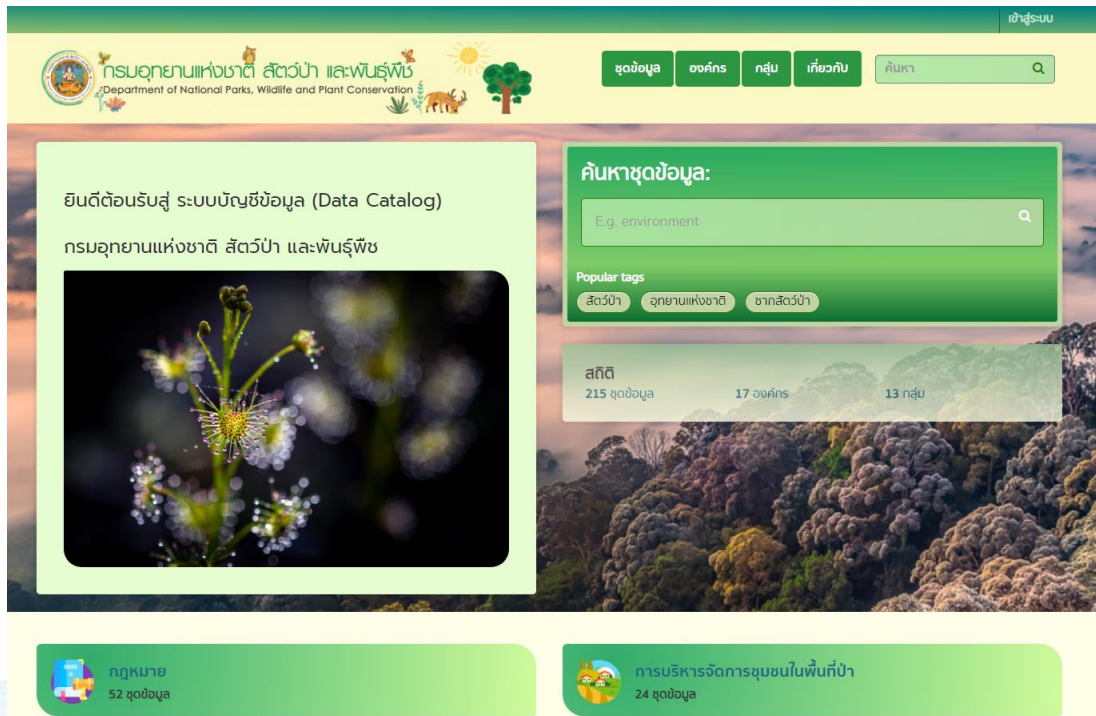 เข้าสู่ระบบ
กรมอุทยานแห่งชาติ สัตว์ป่า และพันธุ์พืช
Department of National Parks, Wildlife and Plant Conservation
ชุดข้อมูล องค์กร กลุ่ม เกี่ยวกับ ค้นหา
ยินดีต้อนรับสู่ ระบบบัญชีข้อมูล (Data Catalog)
กรมอุทยานแห่งชาติ สัตว์ป่า และพันธุ์พืช
ค้นหาชุดข้อมูล:
E.g. environment
Popular tags
สัตว์ป่า อุทยานแห่งชาติ ซากสัตว์ป่า
สถิติ
215 ชุดข้อมูล 17 องค์กร 13 กลุ่ม
กฎหมาย
52 ชุดข้อมูล
การบริหารจัดการชุมชนในพื้นที่ป่า
24 ชุดข้อมูล